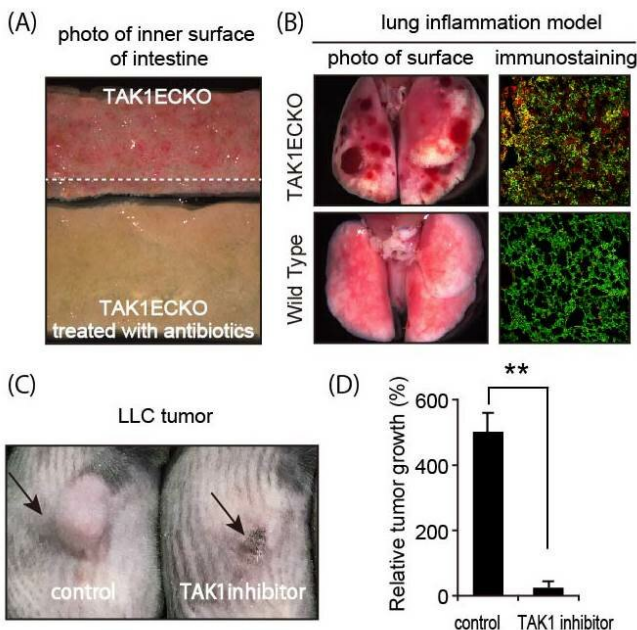 (A)
photo of inner surface
of intestine
TAK1ECKO
TAK1ECKO
treated with antibiotics
(B)
lung inflammation model
photo of surface
immunostaining
TAK1ECKO
Wild Type
(C)
LLC tumor
control
TAK1inhibitor
(D)
**
Relative tumor growth (%)
600
400
200
0
control
TAK1 inhibitor